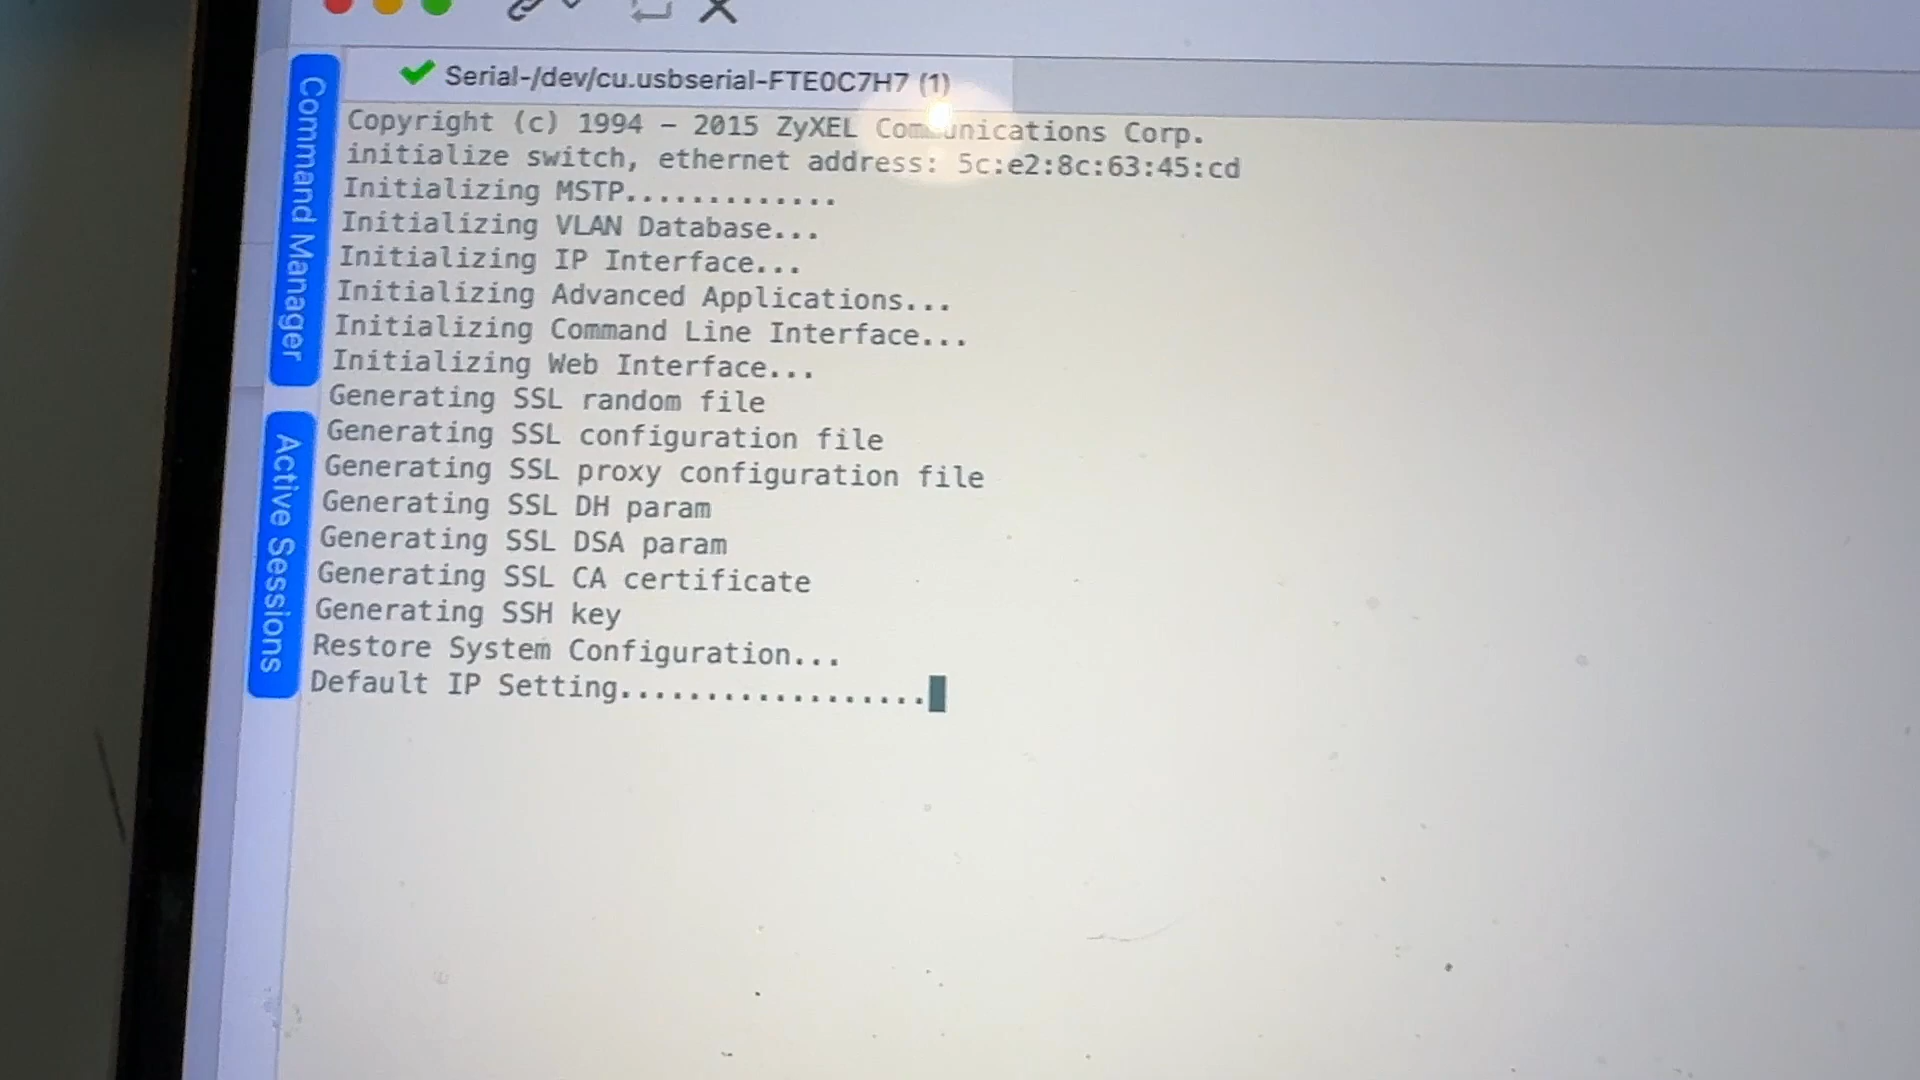 Serial-/dev/cu.usbserial-FTE0C7H7 (1)
Command Manager
Active Sessions
Copyright (c) 1994 - 2015 ZyXEL Communications Corp.
initialize switch, ethernet address: 5c:e2:8c:63:45:cd
Initializing MSTP.............
Initializing VLAN Database...
Initializing IP Interface...
Initializing Advanced Applications...
Initializing Command Line Interface...
Initializing Web Interface...
Generating SSL random file
Generating SSL configuration file
Generating SSL proxy configuration file
Generating SSL DH param
Generating SSL DSA param
Generating SSL CA certificate
Generating SSH key
Restore System Configuration...
Default IP Setting..................